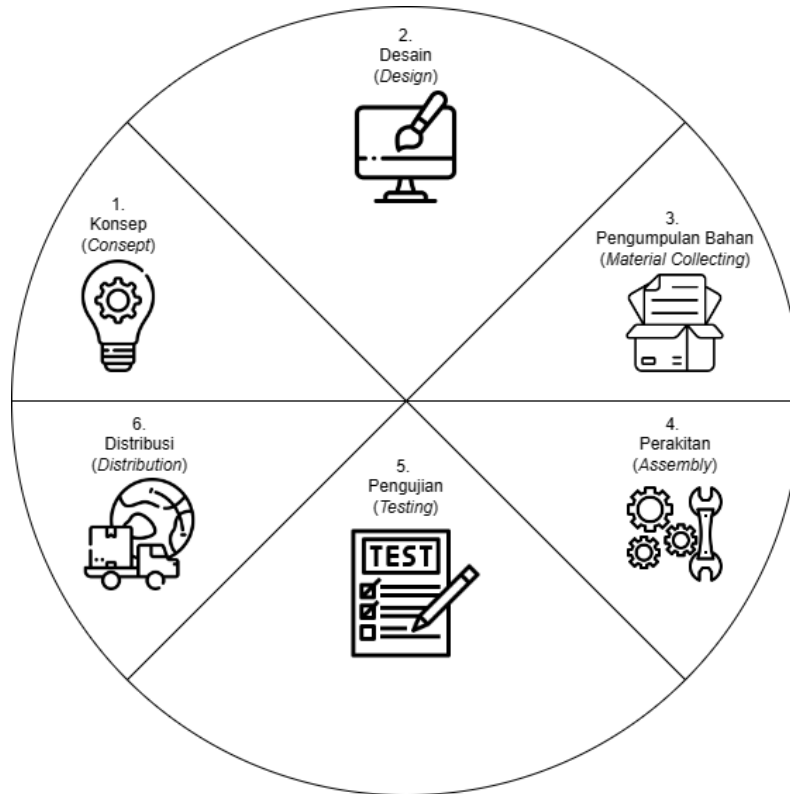 1.
Konsep
(Consept)
2.
Desain
(Design)
3.
Pengumpulan Bahan
(Material Collecting)
4.
Perakitan
(Assembly)
5.
Pengujian
(Testing)
TEST
6.
Distribusi
(Distribution)